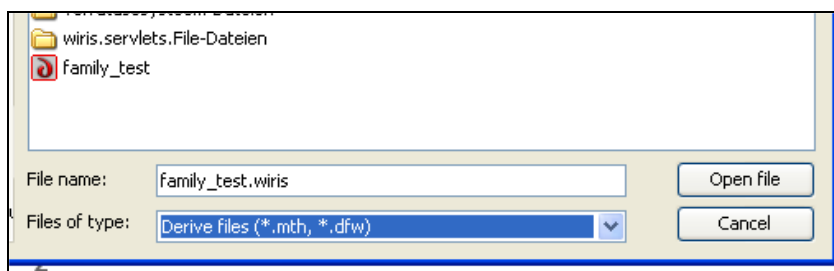 wiris.servlets.File-Dateien
family_test
File name: family_test.wiris Open file
Files of type: Derive files (*.mth, *.dfw) Cancel